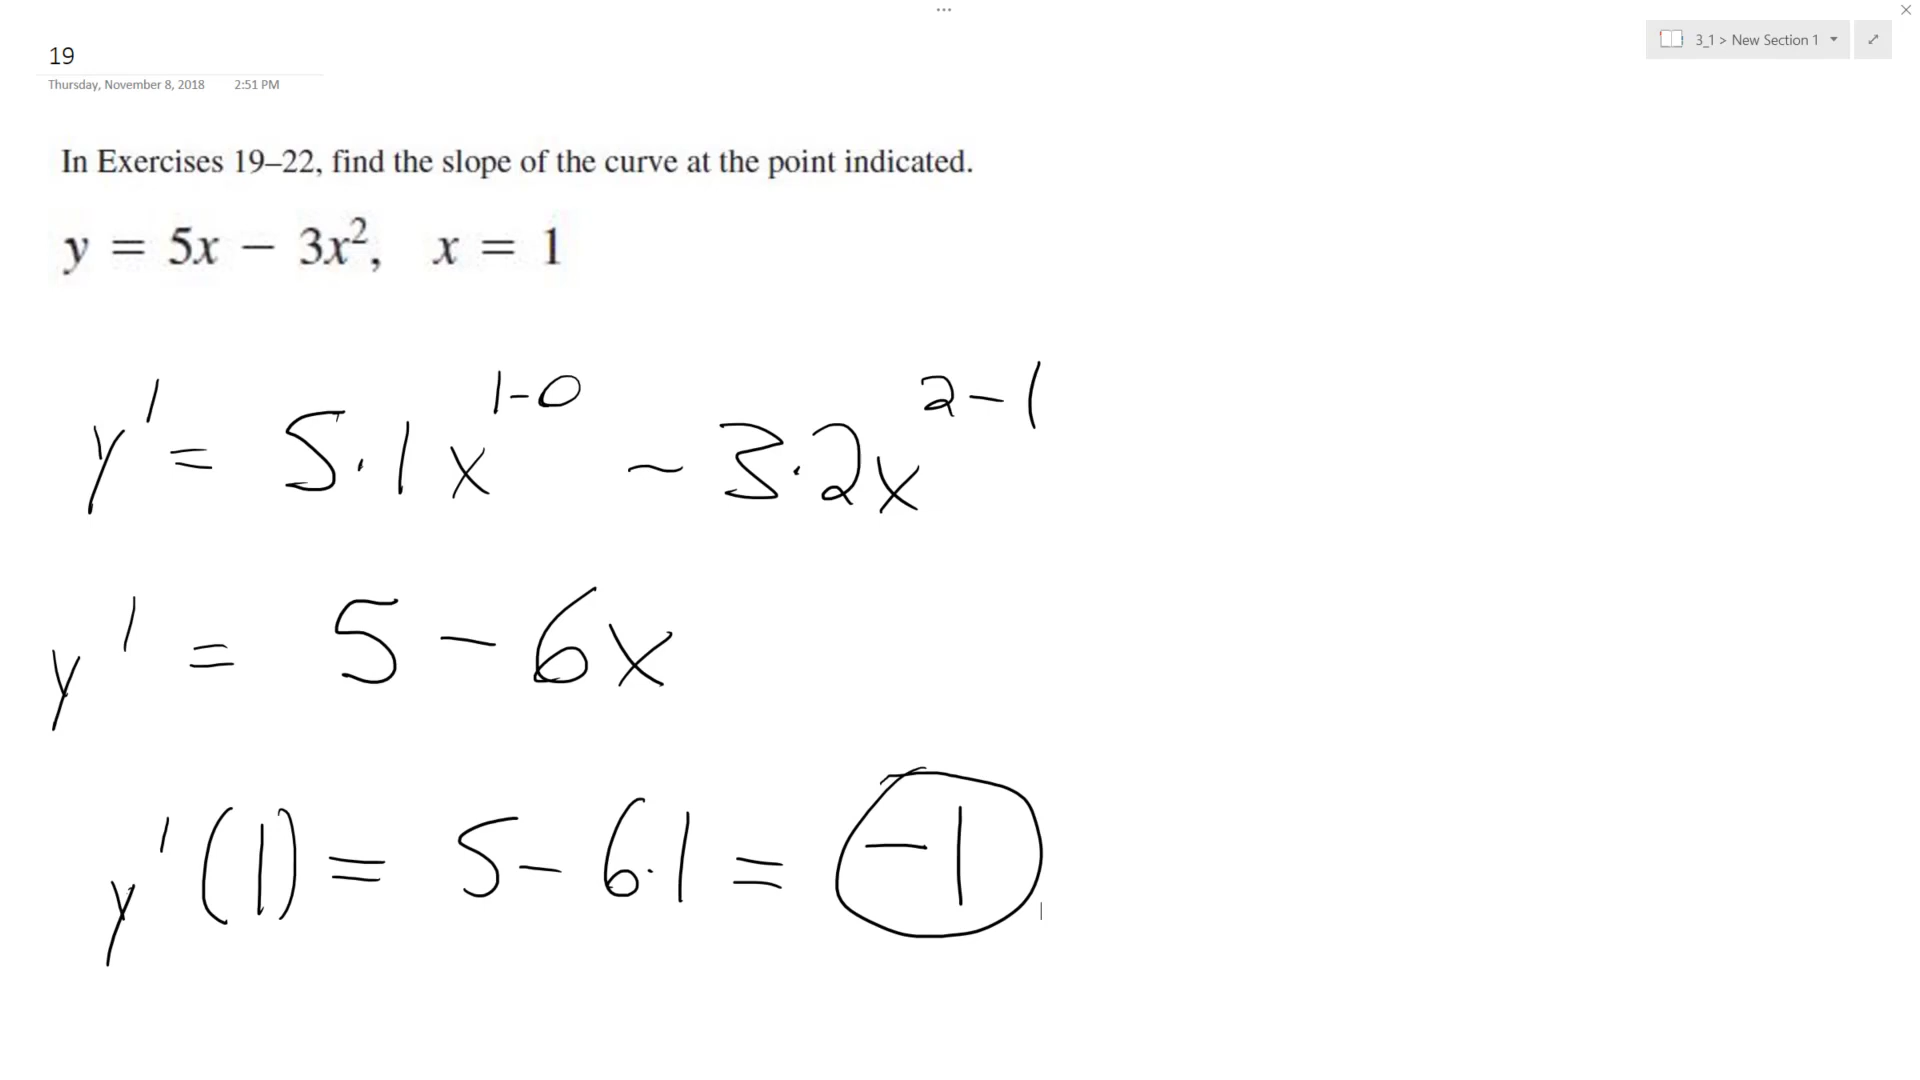 ...
3_1 > New Section 1
19
Thursday, November 8, 2018 2:51 PM
In Exercises 19–22, find the slope of the curve at the point indicated.
y = 5x − 3x², x = 1
y' = 5·1x^(1-0) − 3·2x^(2-1)
y' = 5 − 6x
y'(1) = 5 − 6·1 = −1